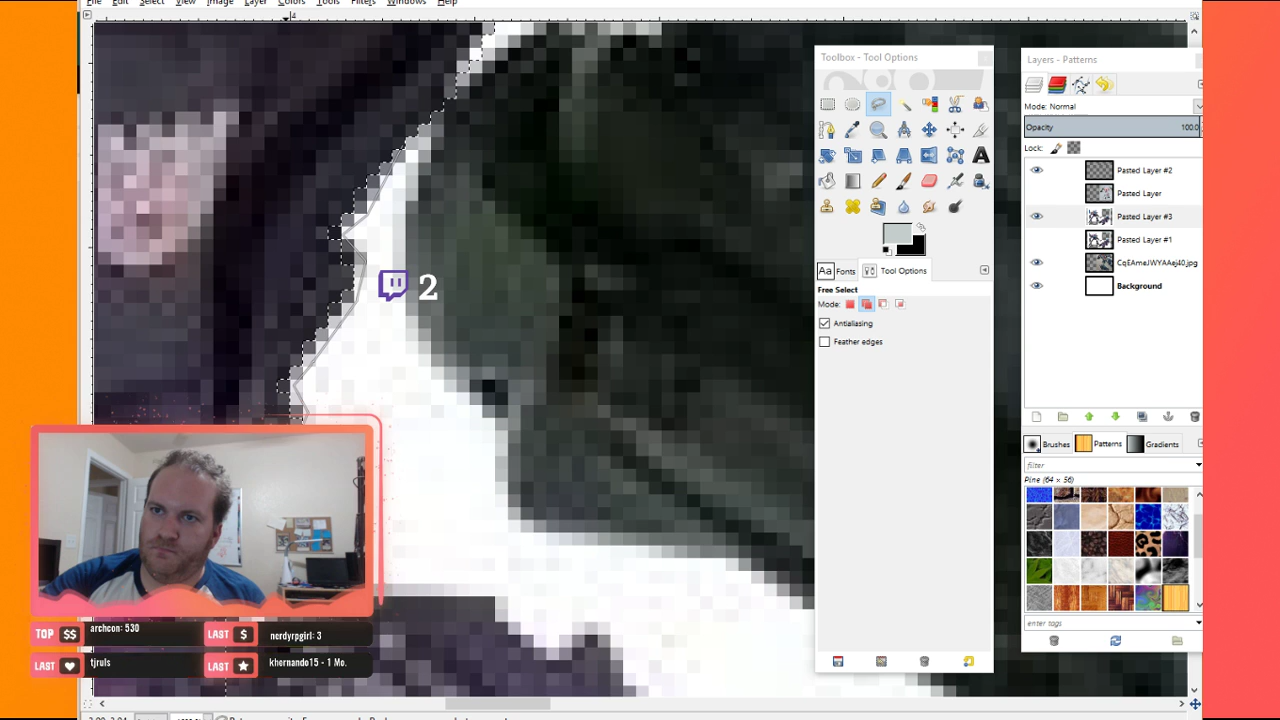 File Edit Select View Image Layer Colors Tools Filters Windows Help
4
Toolbox - Tool Options
Layers - Patterns
Mode: Normal
Opacity 100.0
Lock:
Pasted Layer #2
Pasted Layer
Pasted Layer #3
Pasted Layer #1
CqEAmeJWYAAej40.jpg
Background
2
Aa Fonts Tool Options
Free Select
Mode:
Antialiasing
Feather edges
Brushes Patterns Gradients
filter
Pine (64 × 56)
enter tags
TOP $$ archcon: 530 LAST $ nerdyrpgirl: 3
LAST tjruls LAST khernando15 - 1 Mo.